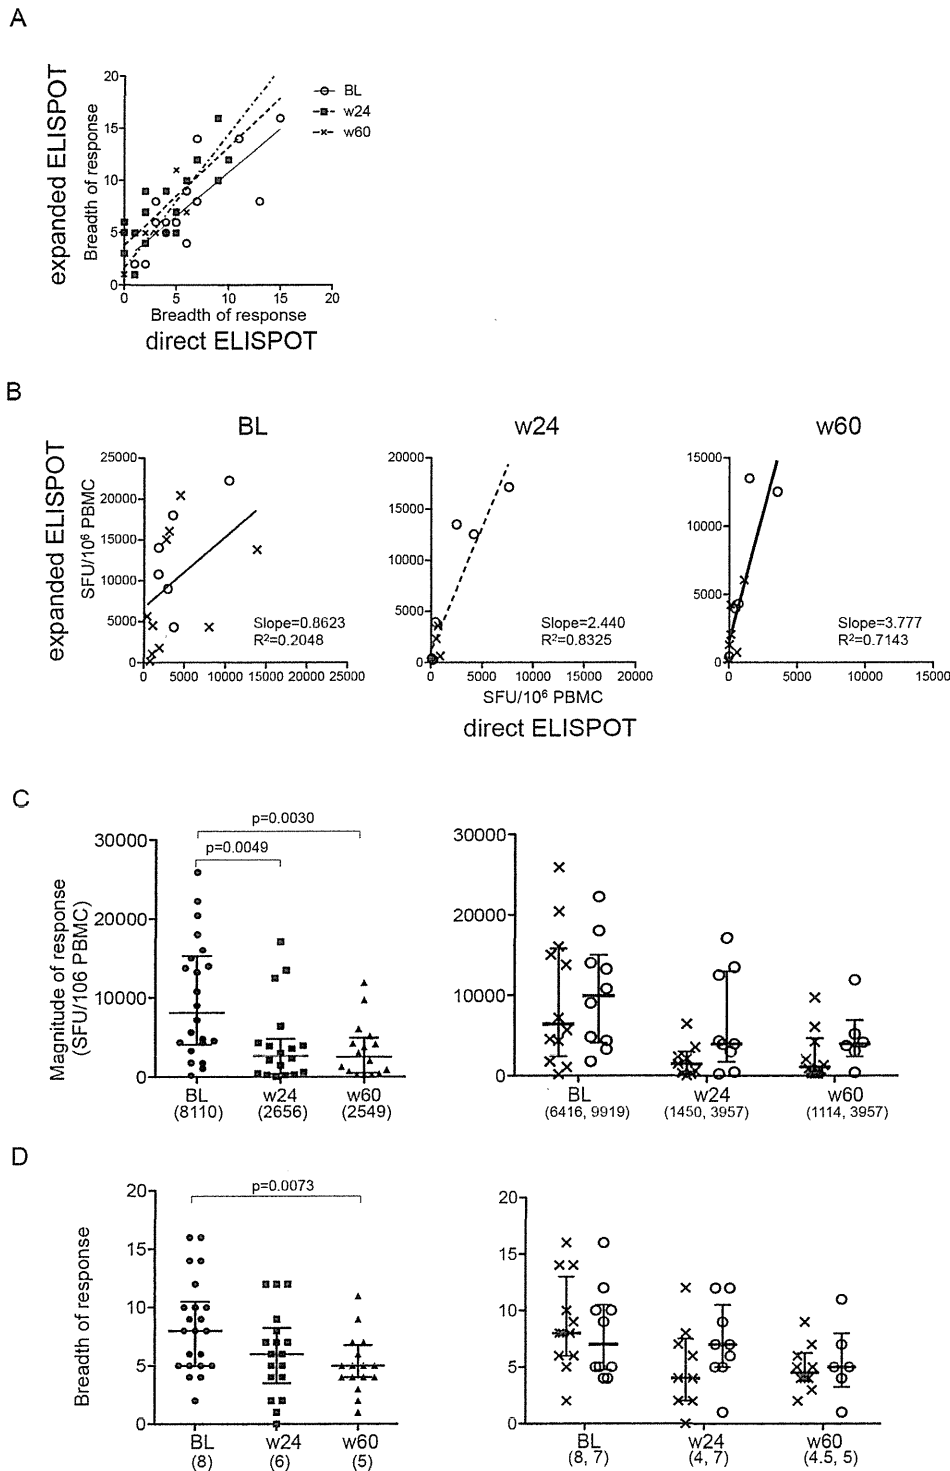 A
expanded ELISPOT
Breadth of response
20
15
10
5
0
0 5 10 15 20
Breadth of response
direct ELISPOT
BL
w24
w60
B
BL
w24
w60
expanded ELISPOT
SFU/10⁶ PBMC
25000
20000
15000
10000
5000
0
0 5000 10000 15000 20000 25000
Slope=0.8623
R²=0.2048
20000
15000
10000
5000
0
0 5000 10000 15000 20000
Slope=2.440
R²=0.8325
15000
10000
5000
0
0 5000 10000 15000
Slope=3.777
R²=0.7143
SFU/10⁶ PBMC
direct ELISPOT
C
Magnitude of response
(SFU/106 PBMC)
p=0.0030
p=0.0049
30000
20000
10000
0
BL w24 w60
(8110) (2656) (2549)
30000
20000
10000
0
BL w24 w60
(6416, 9919) (1450, 3957) (1114, 3957)
D
Breadth of response
p=0.0073
20
15
10
5
0
BL w24 w60
(8) (6) (5)
20
15
10
5
0
BL w24 w60
(8, 7) (4, 7) (4.5, 5)